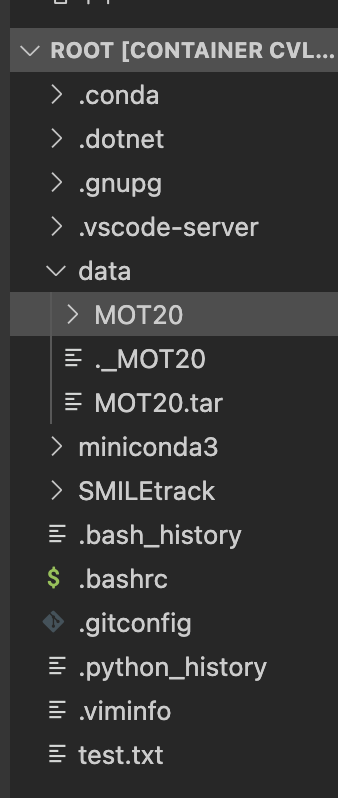 ROOT [CONTAINER CVL...
.conda
.dotnet
.gnupg
.vscode-server
data
MOT20
._MOT20
MOT20.tar
miniconda3
SMILEtrack
.bash_history
$ .bashrc
.gitconfig
.python_history
.viminfo
test.txt